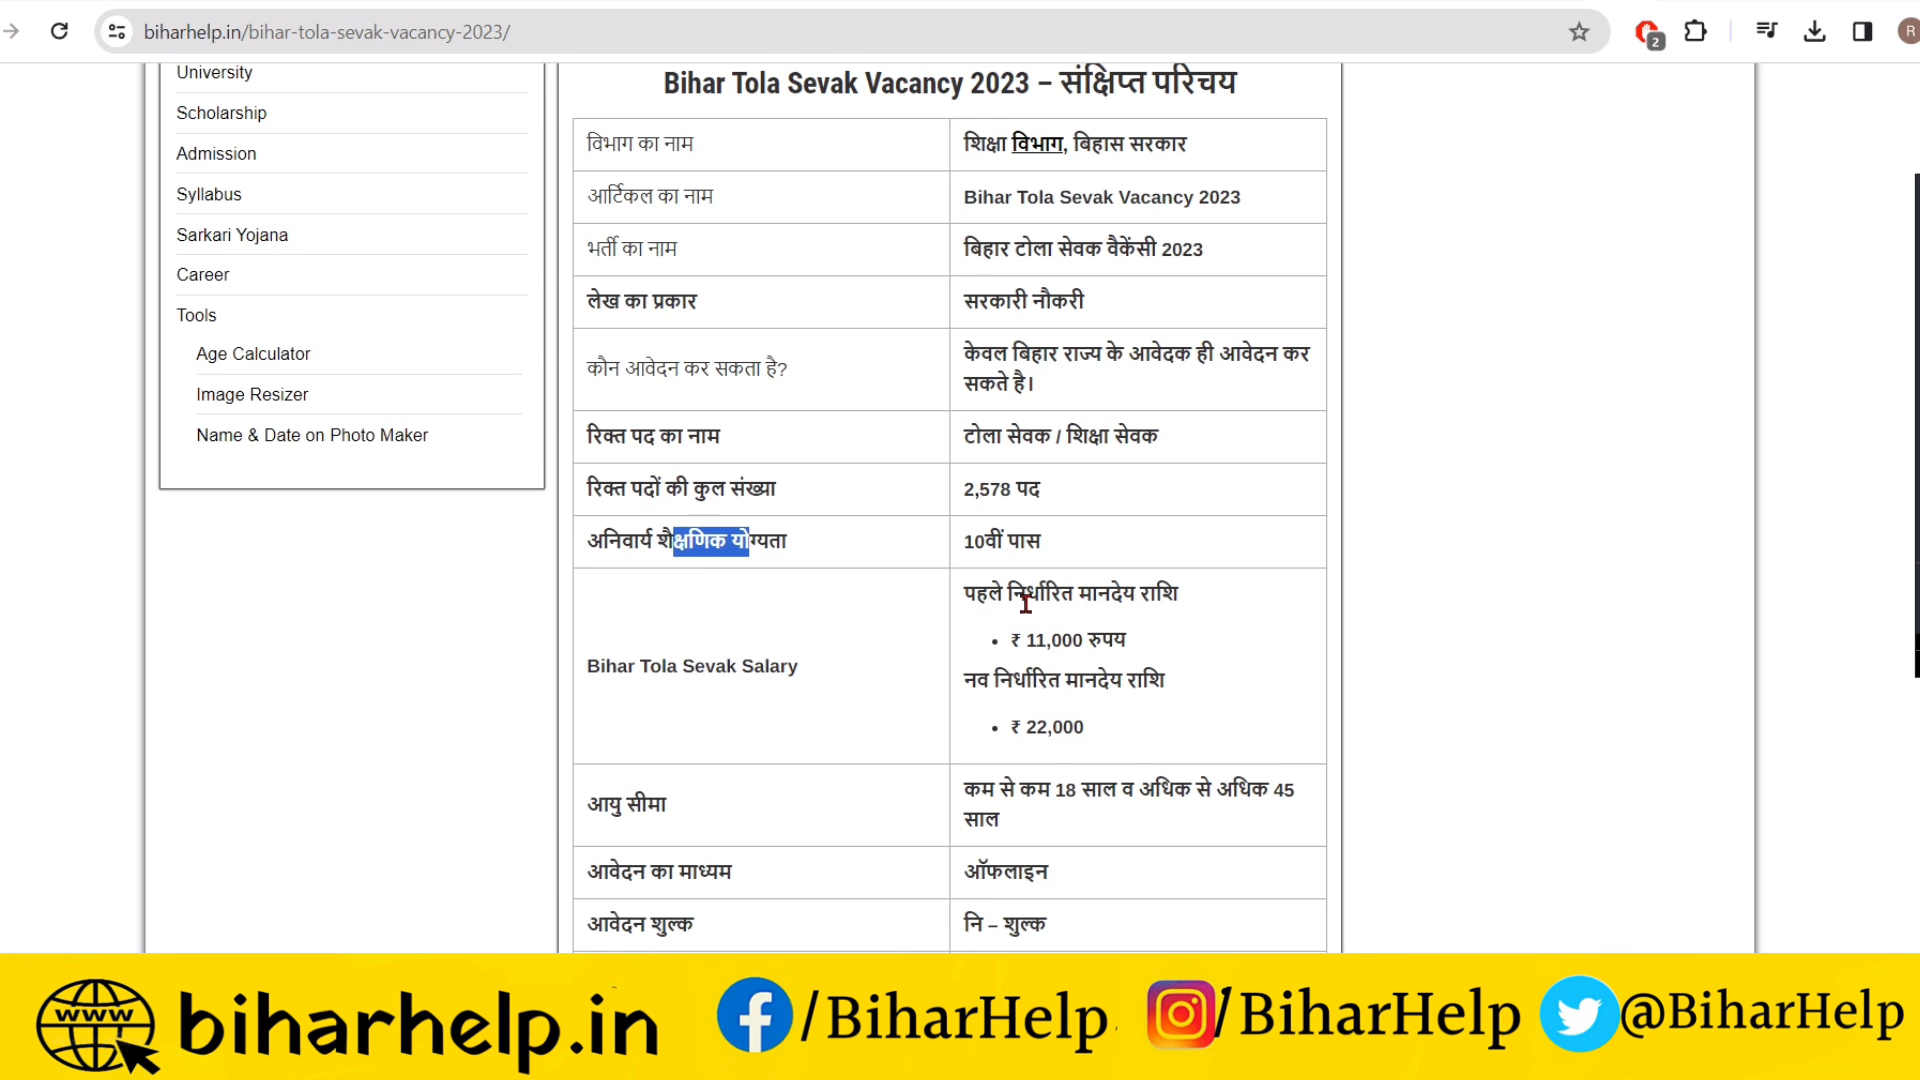 biharhelp.in/bihar-tola-sevak-vacancy-2023/
2
R
University
Scholarship
Admission
Syllabus
Sarkari Yojana
Career
Tools
Age Calculator
Image Resizer
Name & Date on Photo Maker
Bihar Tola Sevak Vacancy 2023 – संक्षिप्त परिचय
विभाग का नाम
शिक्षा विभाग, बिहास सरकार
आर्टिकल का नाम
Bihar Tola Sevak Vacancy 2023
भर्ती का नाम
बिहार टोला सेवक वैकेंसी 2023
लेख का प्रकार
सरकारी नौकरी
कौन आवेदन कर सकता है?
केवल बिहार राज्य के आवेदक ही आवेदन कर
सकते है।
रिक्त पद का नाम
टोला सेवक / शिक्षा सेवक
रिक्त पदों की कुल संख्या
2,578 पद
अनिवार्य शैक्षणिक योग्यता
10वीं पास
Bihar Tola Sevak Salary
पहले निर्धारित मानदेय राशि
• ₹ 11,000 रुपय
नव निर्धारित मानदेय राशि
• ₹ 22,000
आयु सीमा
कम से कम 18 साल व अधिक से अधिक 45
साल
आवेदन का माध्यम
ऑफलाइन
आवेदन शुल्क
नि – शुल्क
www
biharhelp.in
/BiharHelp
/BiharHelp
@BiharHelp